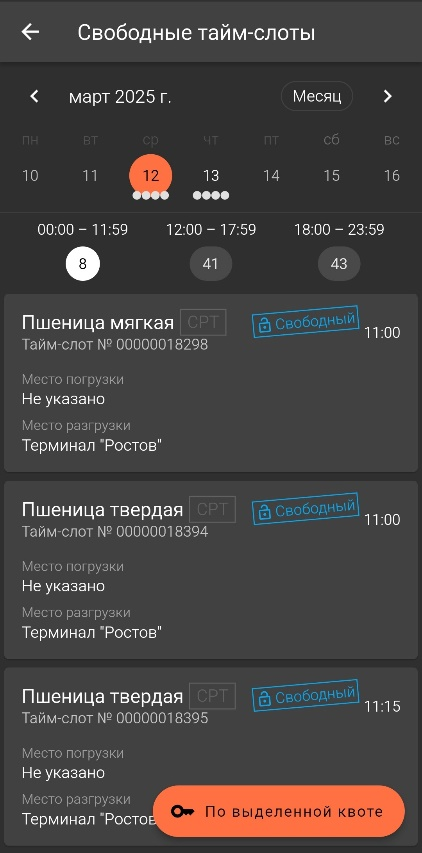 Свободные тайм-слоты
март 2025 г.
Месяц
пн вт ср чт пт сб вс
10 11 12 13 14 15 16
00:00 – 11:59 12:00 – 17:59 18:00 – 23:59
8 41 43
Пшеница мягкая CPT Свободный 11:00
Тайм-слот № 00000018298
Место погрузки
Не указано
Место разгрузки
Терминал "Ростов"
Пшеница твердая CPT Свободный 11:00
Тайм-слот № 00000018394
Место погрузки
Не указано
Место разгрузки
Терминал "Ростов"
Пшеница твердая CPT Свободный 11:15
Тайм-слот № 00000018395
Место погрузки
Не указано
Место разгрузки
Терминал "Ростов
По выделенной квоте